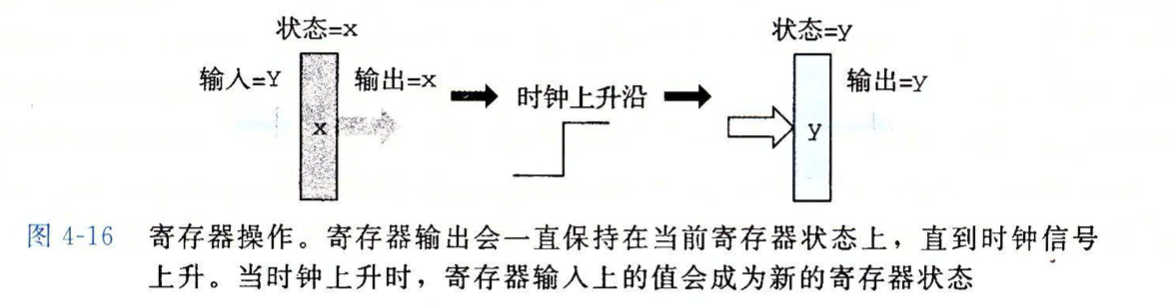 状态=x
状态=y
输入=Y
输出=x
时钟上升沿
输出=y
x
y
图 4-16 寄存器操作。寄存器输出会一直保持在当前寄存器状态上，直到时钟信号
上升。当时钟上升时，寄存器输入上的值会成为新的寄存器状态